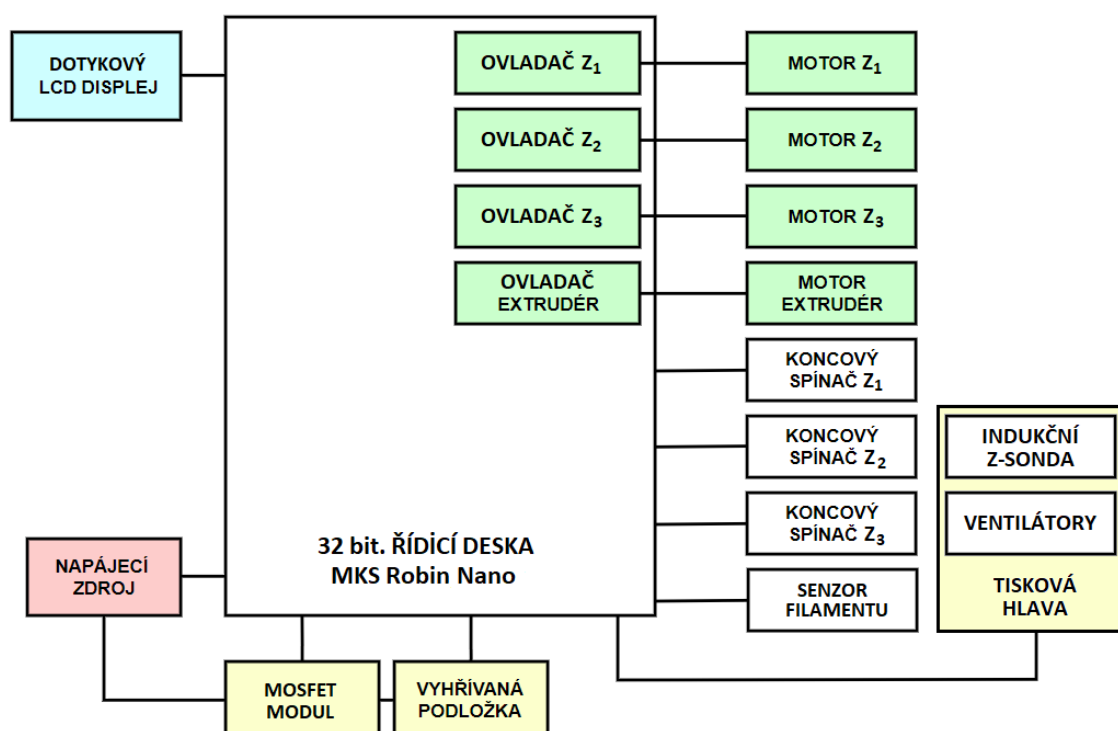 DOTYKOVÝ
LCD DISPLEJ
OVLADAČ Z1
MOTOR Z1
OVLADAČ Z2
MOTOR Z2
OVLADAČ Z3
MOTOR Z3
OVLADAČ
EXTRUDÉR
MOTOR
EXTRUDÉR
KONCOVÝ
SPÍNAČ Z1
KONCOVÝ
SPÍNAČ Z2
KONCOVÝ
SPÍNAČ Z3
SENZOR
FILAMENTU
INDUKČNÍ
Z-SONDA
VENTILÁTORY
TISKOVÁ
HLAVA
32 bit. ŘÍDICÍ DESKA
MKS Robin Nano
NAPÁJECÍ
ZDROJ
MOSFET
MODUL
VYHŘÍVANÁ
PODLOŽKA